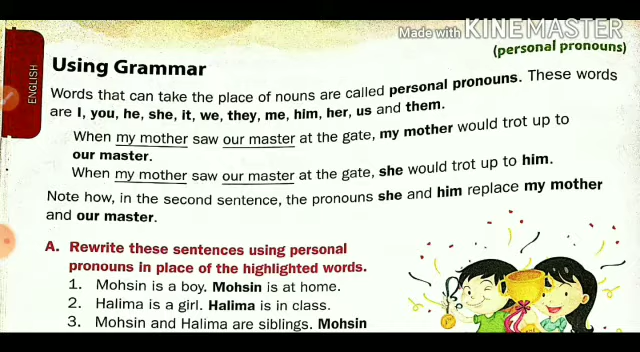 Made with KINEMASTER
(personal pronouns)
ENGLISH
Using Grammar
Words that can take the place of nouns are called personal pronouns. These words
are I, you, he, she, it, we, they, me, him, her, us and them.
When my mother saw our master at the gate, my mother would trot up to
our master.
When my mother saw our master at the gate, she would trot up to him.
Note how, in the second sentence, the pronouns she and him replace my mother
and our master.
A. Rewrite these sentences using personal
pronouns in place of the highlighted words.
1. Mohsin is a boy. Mohsin is at home.
2. Halima is a girl. Halima is in class.
3. Mohsin and Halima are siblings. Mohsin